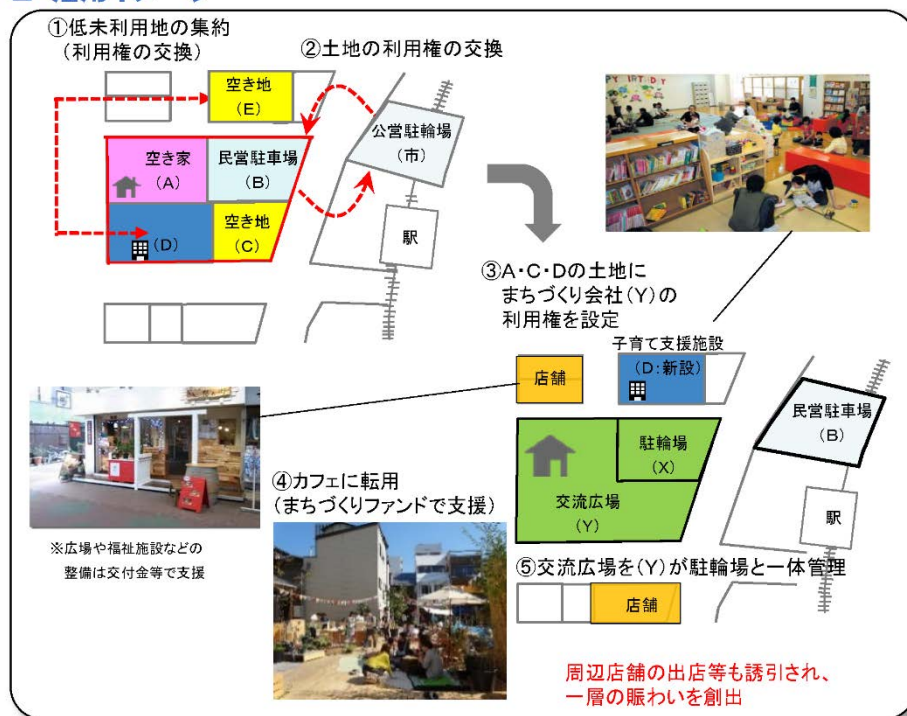 ①低未利用地の集約
(利用権の交換)
②土地の利用権の交換
空き地
(E)
公営駐輪場
(市)
空き家
(A)
民営駐車場
(B)
(D)
空き地
(C)
駅
③A・C・Dの土地に
まちづくり会社(Y)の
利用権を設定
子育て支援施設
(D:新設)
店舗
民営駐車場
(B)
駐輪場
(X)
交流広場
(Y)
駅
④カフェに転用
(まちづくりファンドで支援)
※広場や福祉施設などの
整備は交付金等で支援
⑤交流広場を(Y)が駐輪場と一体管理
店舗
周辺店舗の出店等も誘引され、
一層の賑わいを創出